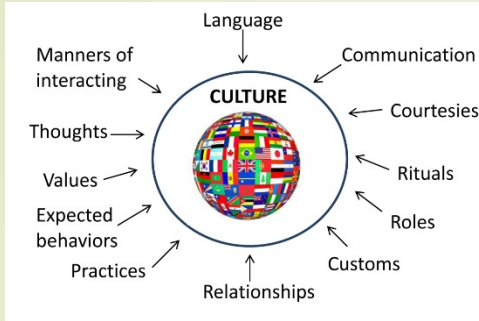 Language
Communication
Courtesies
Rituals
Roles
Customs
Relationships
Practices
Expected
behaviors
Values
Thoughts
Manners of
interacting
CULTURE